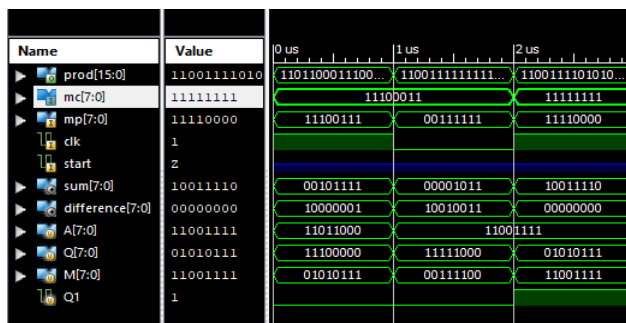 Name Value 0 us 1 us 2 us
prod[15:0] 11001111010 1101100011100... 1100111111111... 1100111101010...
mc[7:0] 11111111 11100011 11111111
mp[7:0] 11110000 11100111 00111111 11110000
clk 1
start Z
sum[7:0] 10011110 00101111 00001011 10011110
difference[7:0] 00000000 10000001 10010011 00000000
A[7:0] 11001111 11011000 11001111
Q[7:0] 01010111 11100000 11111000 01010111
M[7:0] 11001111 01010111 00111100 11001111
Q1 1